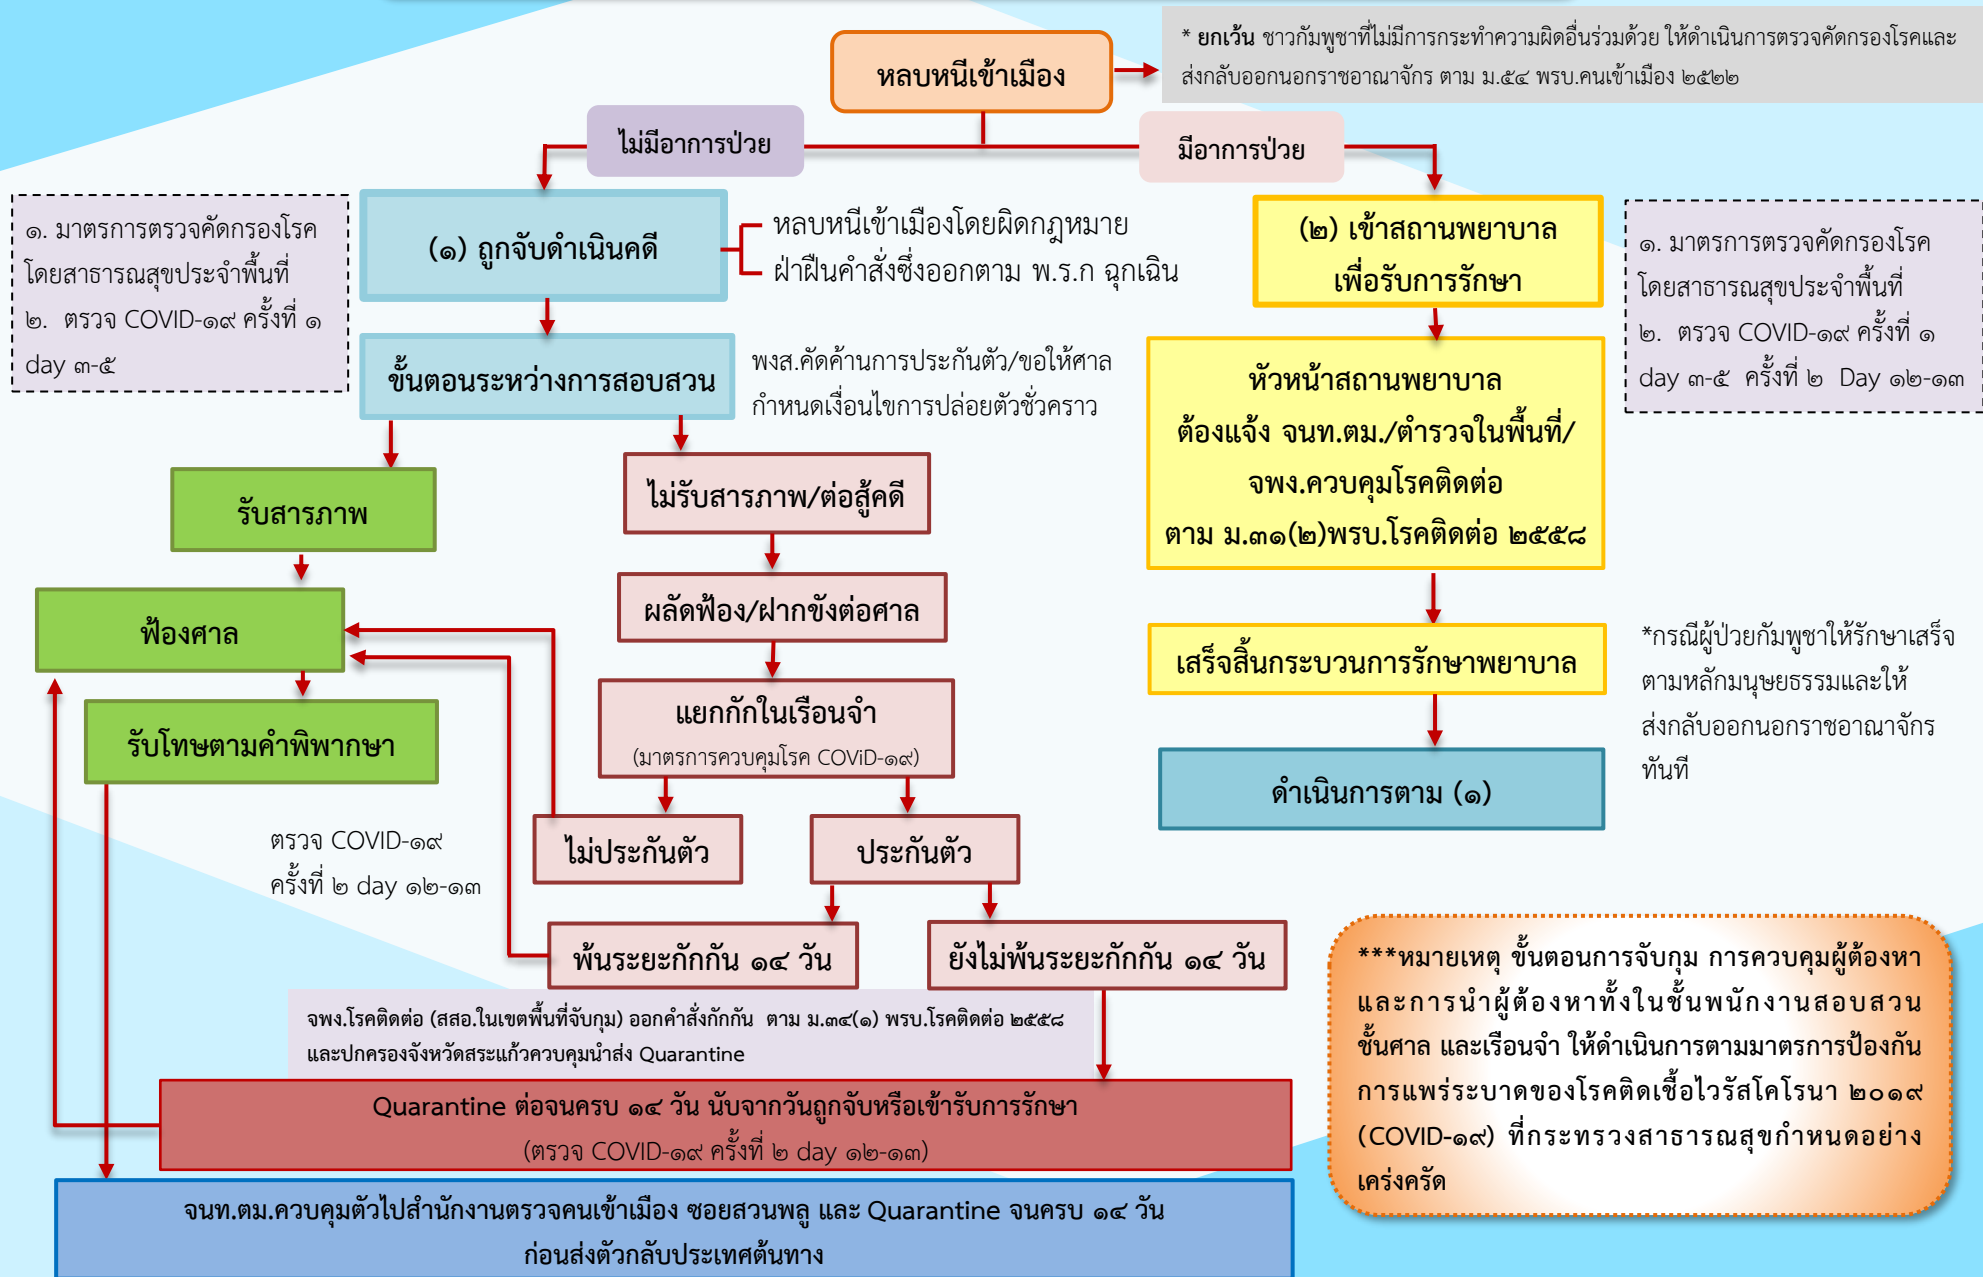 หลบหนีเข้าเมือง
* ยกเว้น ชาวกัมพูชาที่ไม่มีการกระทำความผิดอื่นร่วมด้วย ให้ดำเนินการตรวจคัดกรองโรคและ
ส่งกลับออกนอกราชอาณาจักร ตาม ม.๕๔ พรบ.คนเข้าเมือง ๒๕๒๒
ไม่มีอาการป่วย
มีอาการป่วย
๑. มาตรการตรวจคัดกรองโรค
โดยสาธารณสุขประจำพื้นที่
๒. ตรวจ COVID-๑๙ ครั้งที่ ๑
day ๓-๕
(๑) ถูกจับดำเนินคดี
หลบหนีเข้าเมืองโดยผิดกฎหมาย
ฝ่าฝืนคำสั่งซึ่งออกตาม พ.ร.ก ฉุกเฉิน
(๒) เข้าสถานพยาบาล
เพื่อรับการรักษา
๑. มาตรการตรวจคัดกรองโรค
โดยสาธารณสุขประจำพื้นที่
๒. ตรวจ COVID-๑๙ ครั้งที่ ๑
day ๓-๕ ครั้งที่ ๒ Day ๑๒-๑๓
ขั้นตอนระหว่างการสอบสวน
พงส.คัดค้านการประกันตัว/ขอให้ศาล
กำหนดเงื่อนไขการปล่อยตัวชั่วคราว
หัวหน้าสถานพยาบาล
ต้องแจ้ง จนท.ตม./ตำรวจในพื้นที่/
จพง.ควบคุมโรคติดต่อ
ตาม ม.๓๑(๒)พรบ.โรคติดต่อ ๒๕๕๘
รับสารภาพ
ไม่รับสารภาพ/ต่อสู้คดี
ฟ้องศาล
ผลัดฟ้อง/ฝากขังต่อศาล
เสร็จสิ้นกระบวนการรักษาพยาบาล
*กรณีผู้ป่วยกัมพูชาให้รักษาเสร็จ
ตามหลักมนุษยธรรมและให้
ส่งกลับออกนอกราชอาณาจักร
ทันที
รับโทษตามคำพิพากษา
แยกกักในเรือนจำ
(มาตรการควบคุมโรค COViD-๑๙)
ดำเนินการตาม (๑)
ตรวจ COVID-๑๙
ครั้งที่ ๒ day ๑๒-๑๓
ไม่ประกันตัว
ประกันตัว
พ้นระยะกักกัน ๑๔ วัน
ยังไม่พ้นระยะกักกัน ๑๔ วัน
จพง.โรคติดต่อ (สสอ.ในเขตพื้นที่จับกุม) ออกคำสั่งกักกัน ตาม ม.๓๔(๑) พรบ.โรคติดต่อ ๒๕๕๘
และปกครองจังหวัดสระแก้วควบคุมนำส่ง Quarantine
Quarantine ต่อจนครบ ๑๔ วัน นับจากวันถูกจับหรือเข้ารับการรักษา
(ตรวจ COVID-๑๙ ครั้งที่ ๒ day ๑๒-๑๓)
จนท.ตม.ควบคุมตัวไปสำนักงานตรวจคนเข้าเมือง ซอยสวนพลู และ Quarantine จนครบ ๑๔ วัน
ก่อนส่งตัวกลับประเทศต้นทาง
***หมายเหตุ ขั้นตอนการจับกุม การควบคุมผู้ต้องหา
และการนำผู้ต้องหาทั้งในชั้นพนักงานสอบสวน
ชั้นศาล และเรือนจำ ให้ดำเนินการตามมาตรการป้องกัน
การแพร่ระบาดของโรคติดเชื้อไวรัสโคโรนา ๒๐๑๙
(COVID-๑๙) ที่กระทรวงสาธารณสุขกำหนดอย่าง
เคร่งครัด